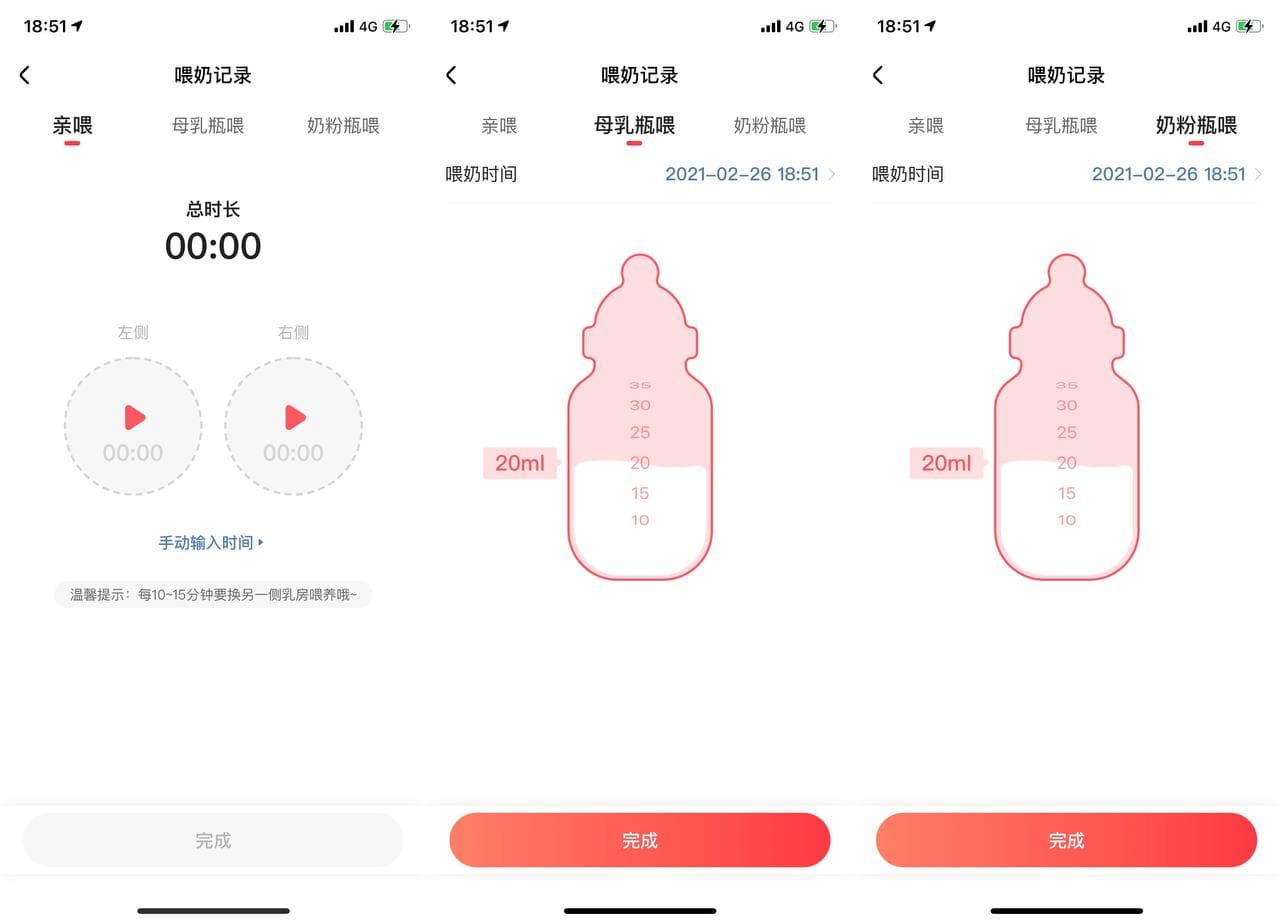 18:51 4G
喂奶记录
亲喂 母乳瓶喂 奶粉瓶喂
总时长
00:00
左侧 右侧
00:00 00:00
手动输入时间
温馨提示：每10~15分钟要换另一侧乳房喂养哦~
完成
18:51 4G
喂奶记录
亲喂 母乳瓶喂 奶粉瓶喂
喂奶时间 2021-02-26 18:51
35
30
25
20ml 20
15
10
完成
18:51 4G
喂奶记录
亲喂 母乳瓶喂 奶粉瓶喂
喂奶时间 2021-02-26 18:51
35
30
25
20ml 20
15
10
完成